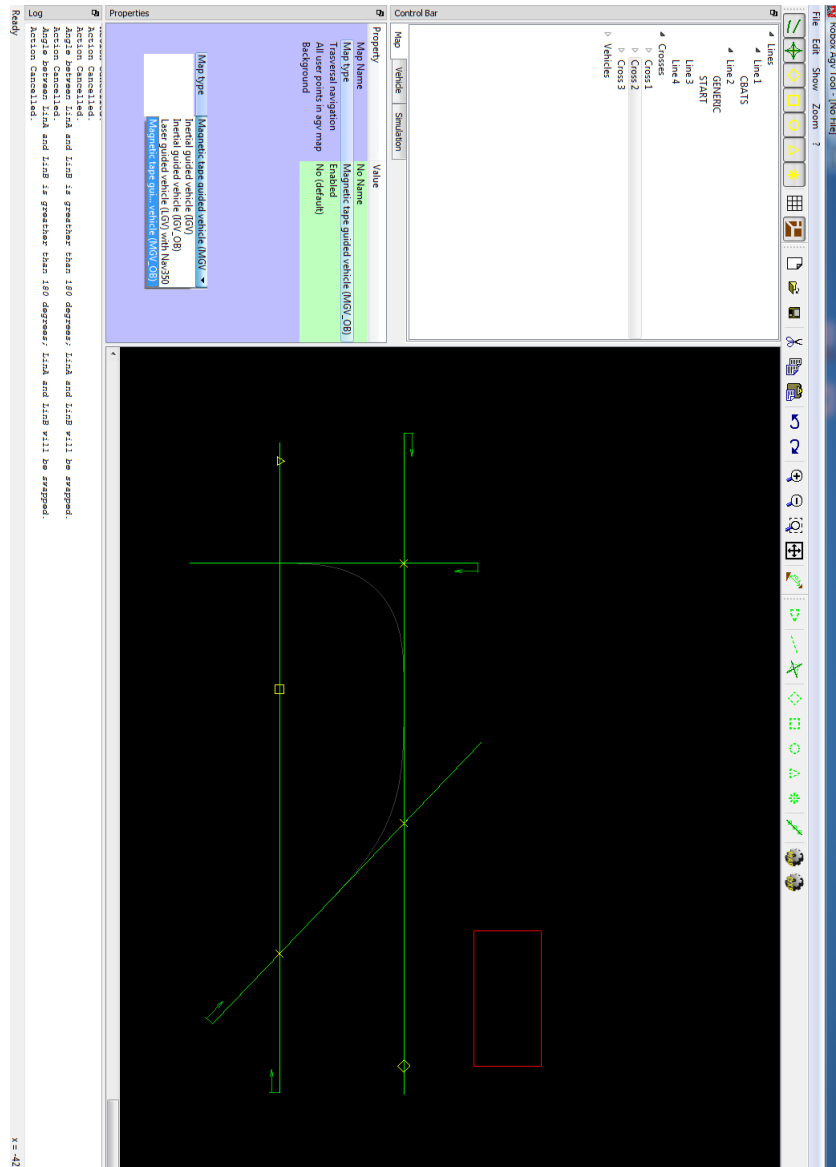 Robox Agv Tool - [No File]
File Edit Show Zoom ?
Control Bar
Lines
Line 1
CBATS
Line 2
GENERIC
START
Line 3
Line 4
Crosses
Cross 1
Cross 2
Cross 3
Vehicles
Map Vehicle Simulation
Properties
Property Value
Map Name No Name
Map type Magnetic tape guided vehicle (MGV_OB)
Trasversal navigation Enabled
All user points in agv map No (default)
Background
Map type Magnetic tape guided vehicle (MGV
Inertial guided vehicle (IGV)
Inertial guided vehicle (IGV_OB)
Laser guided vehicle (LGV) with Nav350
Magnetic tape gui... vehicle (MGV_OB)
Log
Action Cancelled.
Action Cancelled.
Angle between LinA and LinB is greather than 180 degrees; LinA and LinB will be swapped.
Action Cancelled.
Angle between LinA and LinB is greather than 180 degrees; LinA and LinB will be swapped.
Action Cancelled.
Ready x = -42